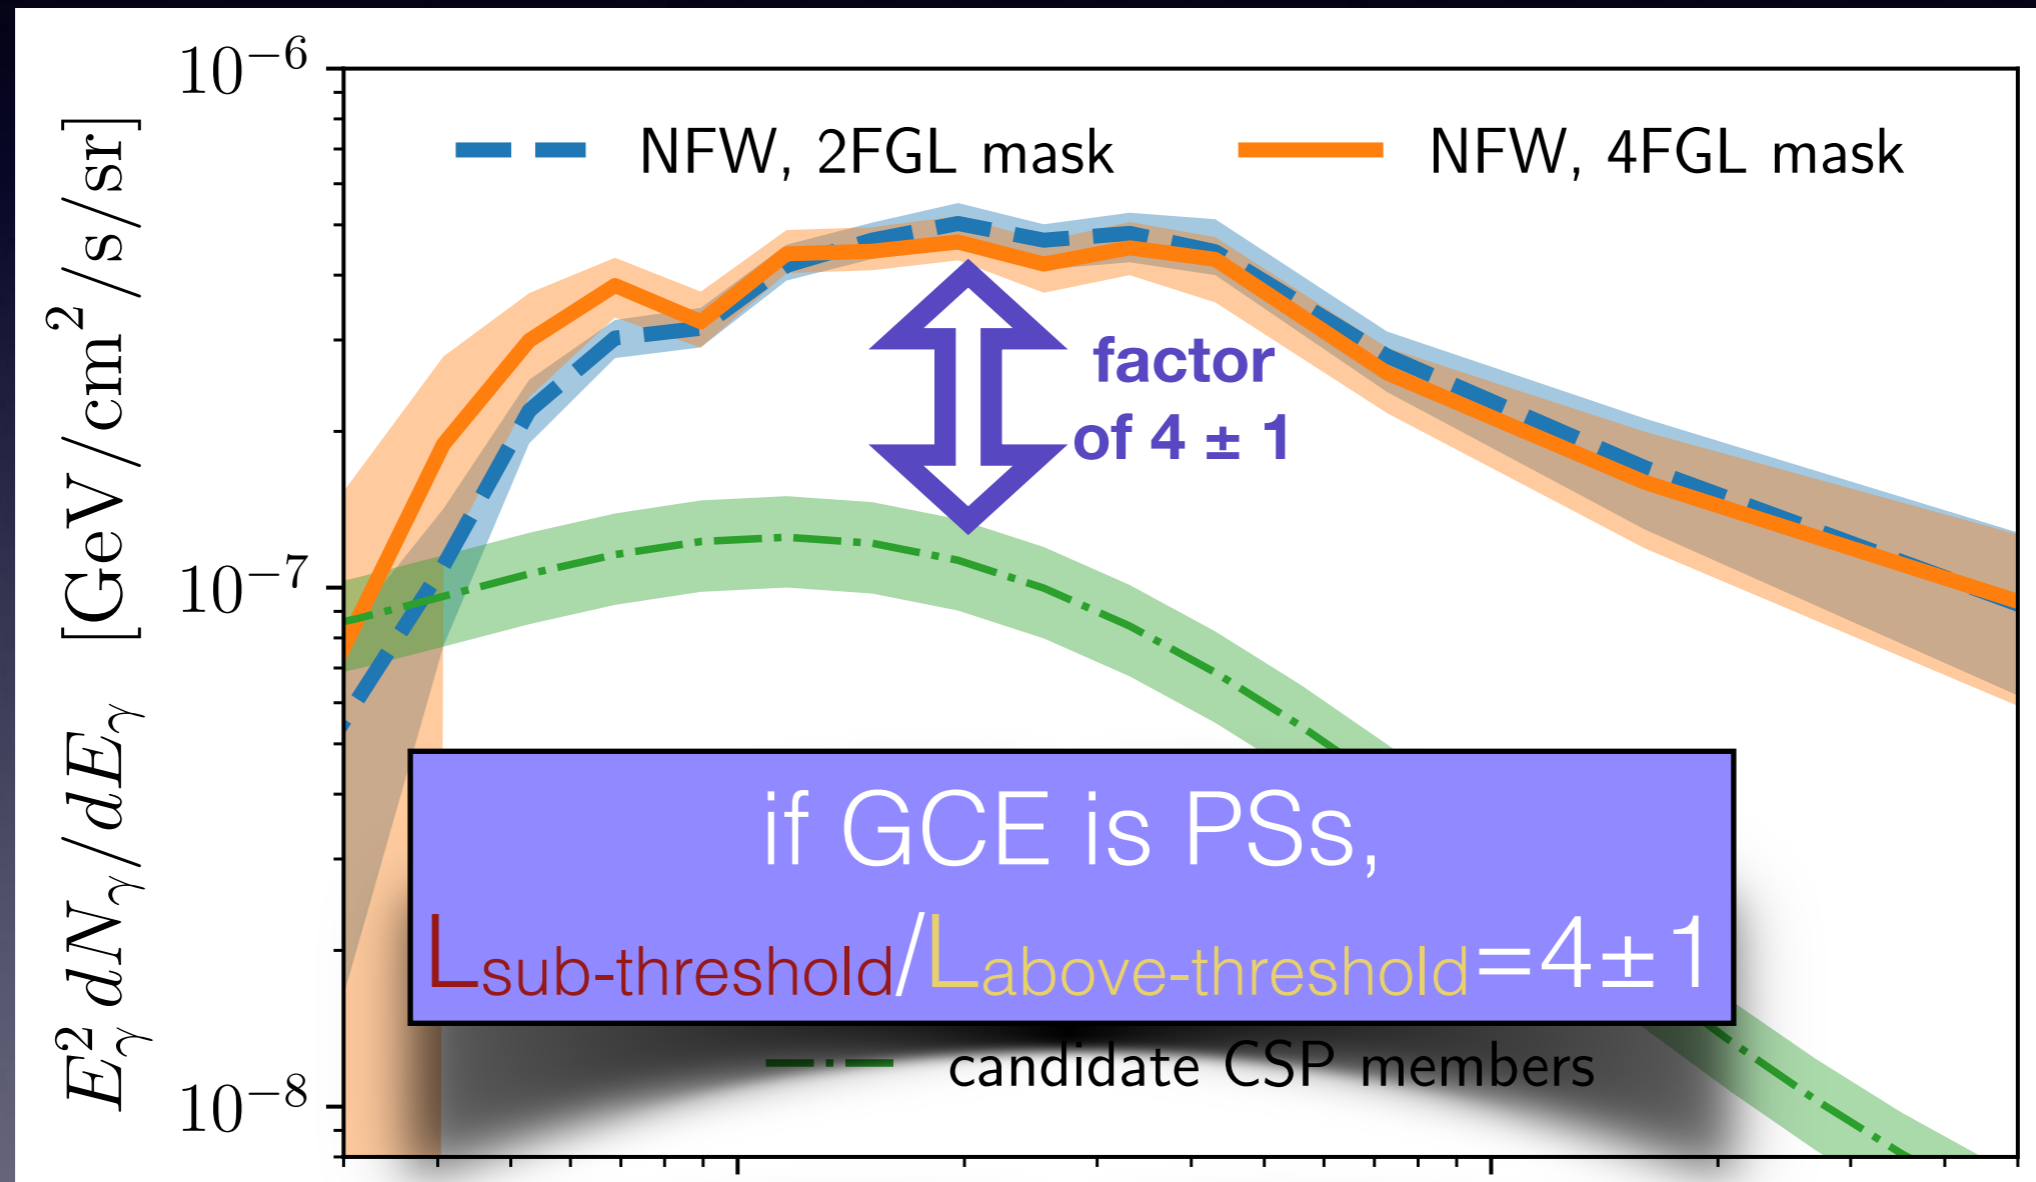 10−6
NFW, 2FGL mask
NFW, 4FGL mask
E²γ dNγ/dEγ [GeV/cm²/s/sr]
factor
of 4 ± 1
10−7
if GCE is PSs,
Lsub-threshold/Labove-threshold=4±1
candidate CSP members
10−8